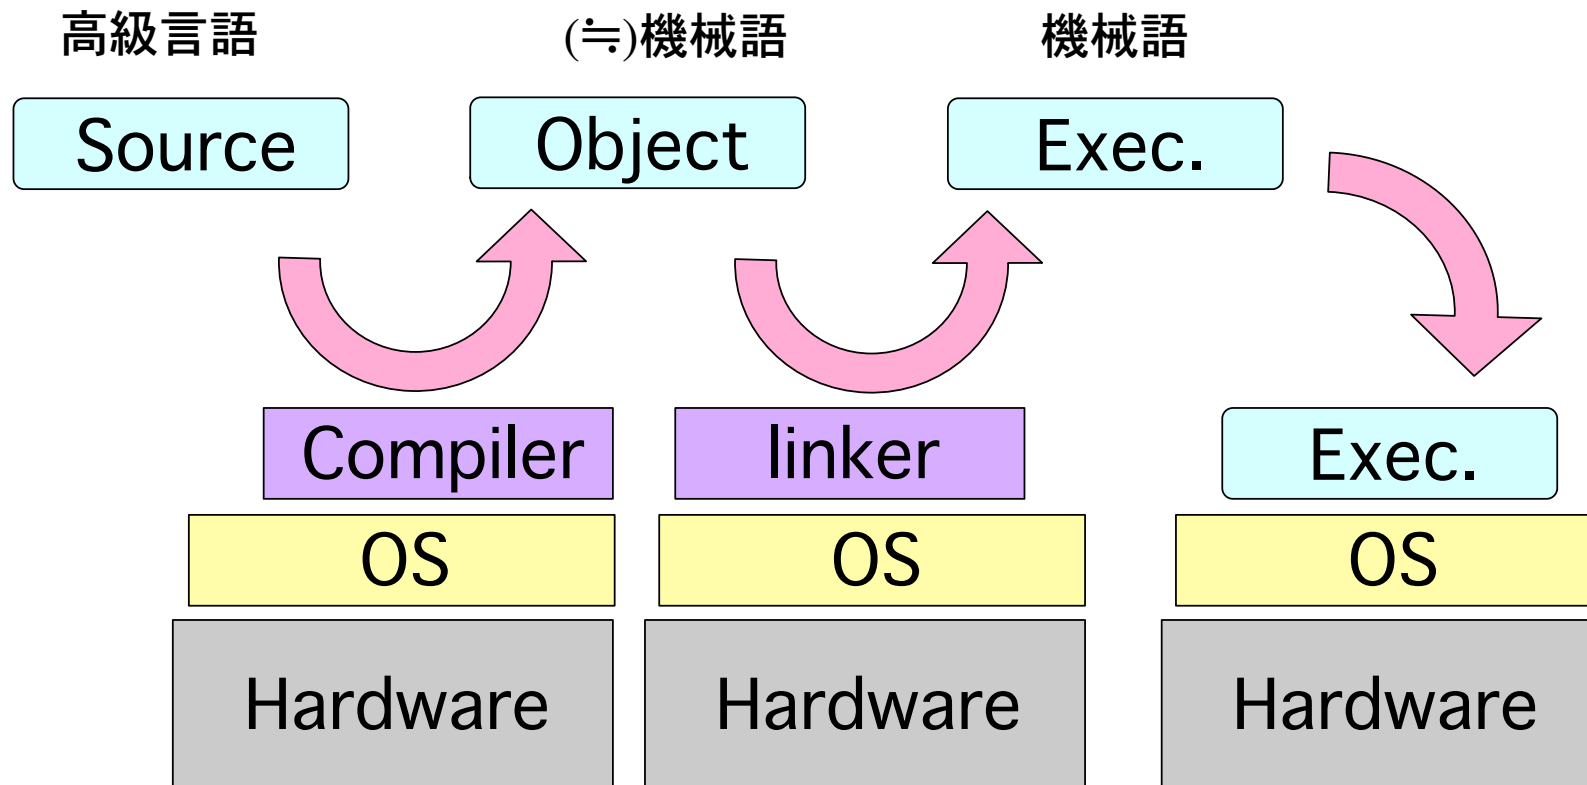 高級言語
(≒)機械語
機械語
Source
Object
Exec.
Compiler
linker
Exec.
OS
OS
OS
Hardware
Hardware
Hardware